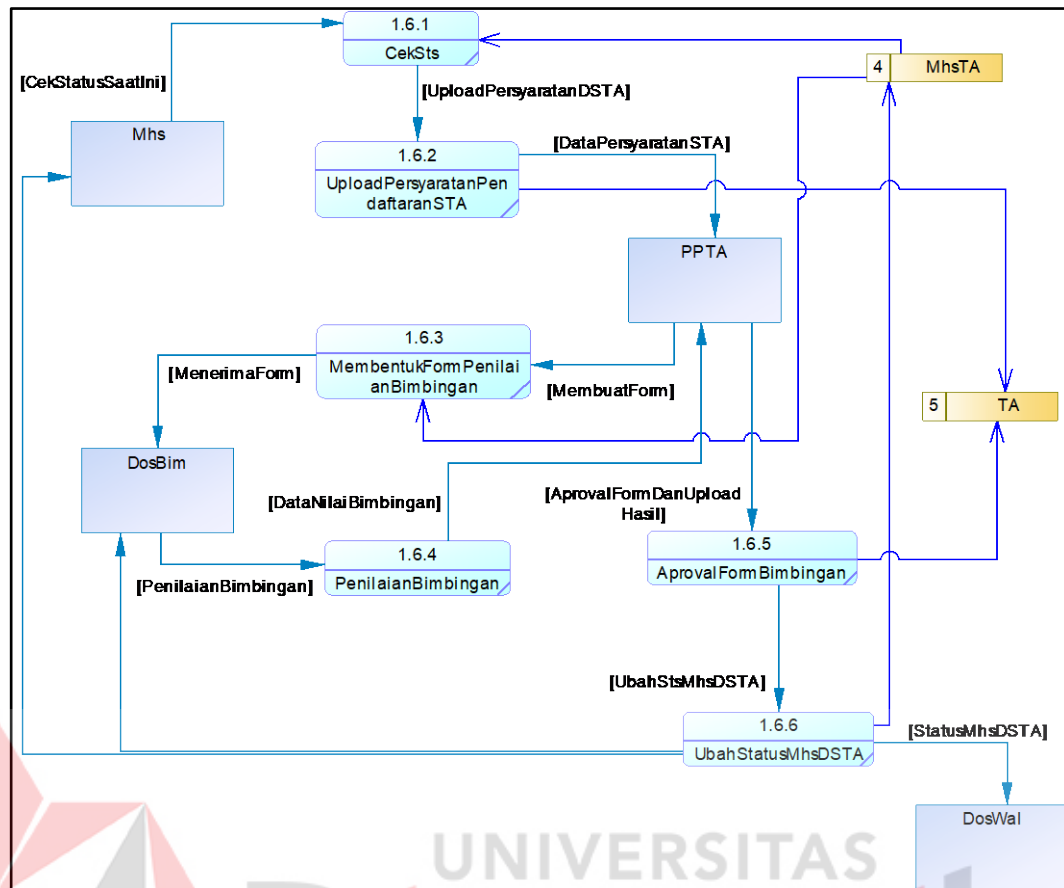 1.6.1
CekSts
4 MhsTA
[CekStatusSaatIni]
[UploadPersyaratanDSTA]
Mhs
[DataPersyaratanSTA]
1.6.2
UploadPersyaratanPen
daftaranSTA
PPTA
1.6.3
MembentukFormPenilai
anBimbingan
[MenerimaForm]
[MembuatForm]
5 TA
DosBim
[DataNilaiBimbingan]
[AprovalFormDanUpload
Hasil]
1.6.4
PenilaianBimbingan
[PenilaianBimbingan]
1.6.5
AprovalFormBimbingan
[UbahStsMhsDSTA]
1.6.6
UbahStatusMhsDSTA
[StatusMhsDSTA]
DosWal
UNIVERSITAS